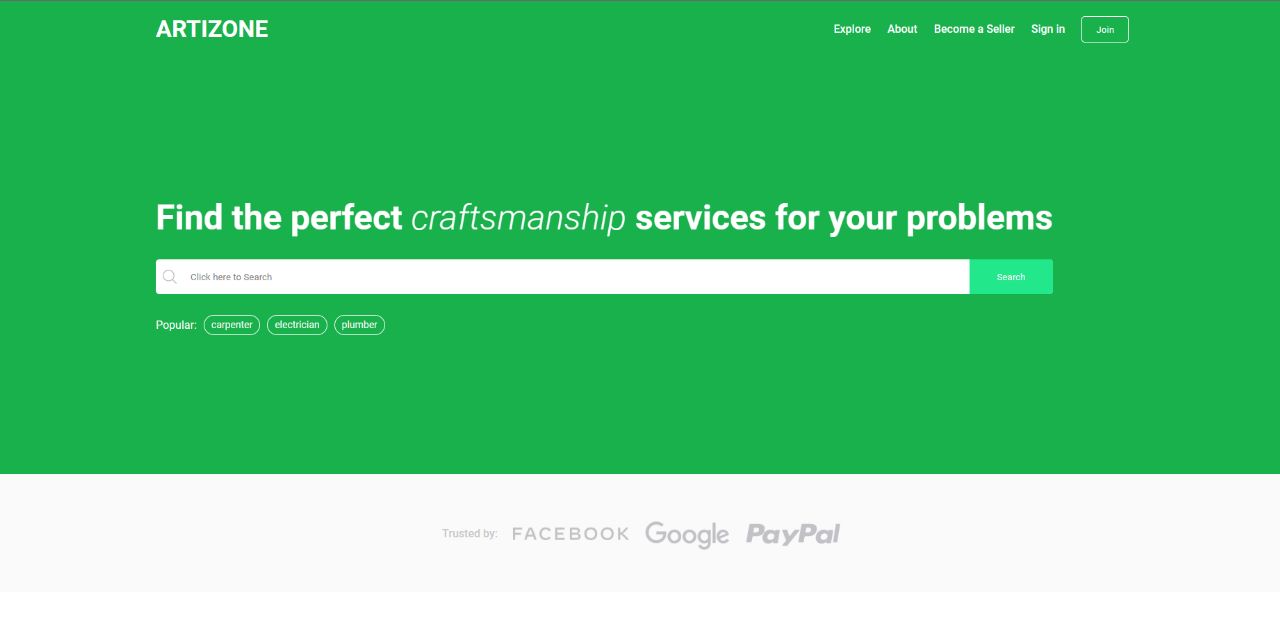 ARTIZONE
Explore About Become a Seller Sign in Join
Find the perfect craftsmanship services for your problems
Click here to Search Search
Popular: carpenter electrician plumber
Trusted by: FACEBOOK Google PayPal